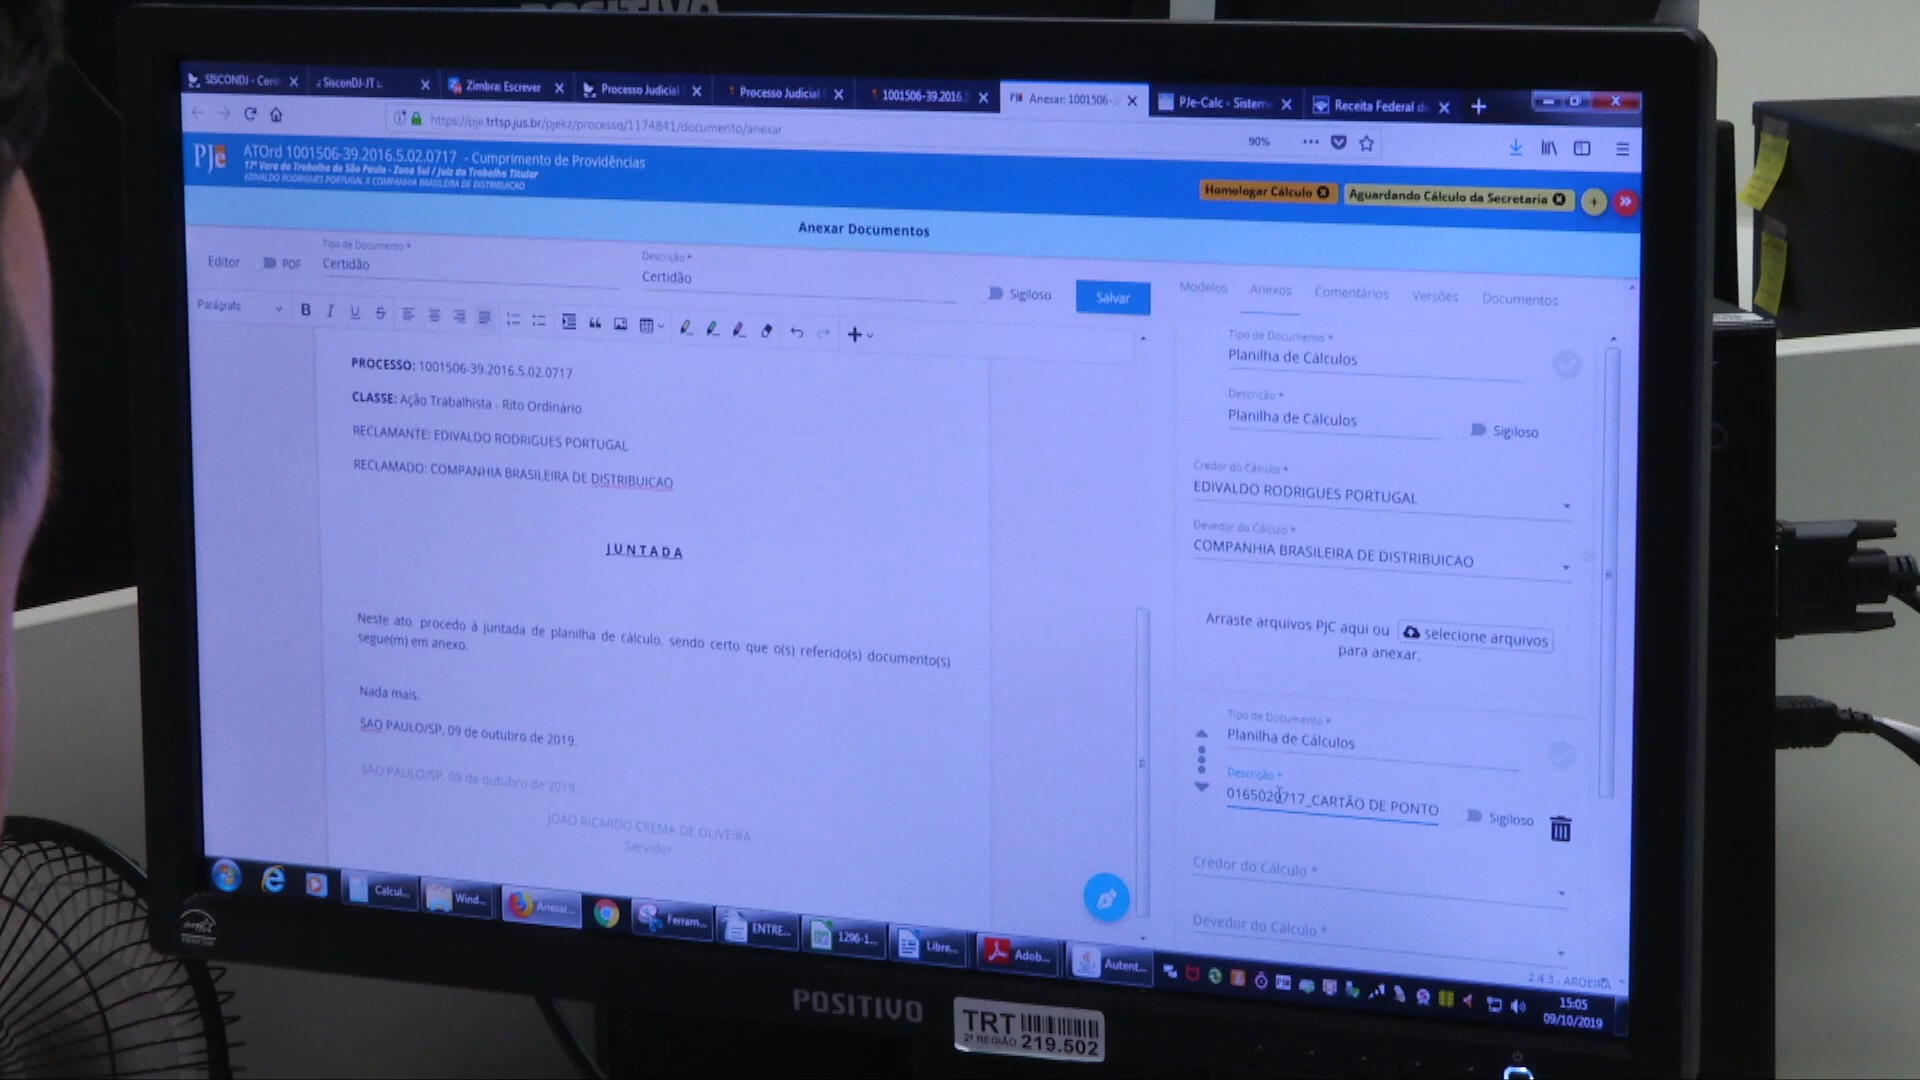 POSITIVO
SISCONDJ - Con
SisconDJ-JT :.
Zimbra: Escrever
Processo Judicial
Processo Judicial
1001506-39.2016.5
Anexar: 1001506-
PJe-Calc - Sistem
Receita Federal d
https://pje.trtsp.jus.br/pjekz/processo/1174841/documento/anexar
90%
PJe
ATOrd 1001506-39.2016.5.02.0717 - Cumprimento de Providências
17ª Vara do Trabalho de São Paulo - Zona Sul / Juiz do Trabalho Titular
EDIVALDO RODRIGUES PORTUGAL X COMPANHIA BRASILEIRA DE DISTRIBUICAO
Homologar Cálculo
Aguardando Cálculo da Secretaria
Anexar Documentos
Editor
PDF
Tipo de Documento *
Certidão
Descrição *
Certidão
Sigiloso
Salvar
Parágrafo
B I U S
PROCESSO: 1001506-39.2016.5.02.0717
CLASSE: Ação Trabalhista - Rito Ordinário
RECLAMANTE: EDIVALDO RODRIGUES PORTUGAL
RECLAMADO: COMPANHIA BRASILEIRA DE DISTRIBUICAO
J U N T A D A
Neste ato, procedo à juntada de planilha de cálculo, sendo certo que o(s) referido(s) documento(s)
segue(m) em anexo.
Nada mais.
SAO PAULO/SP, 09 de outubro de 2019.
SAO PAULO/SP, 09 de outubro de 2019
JOAO RICARDO CREMA DE OLIVEIRA
Servidor
Modelos
Anexos
Comentários
Versões
Documentos
Tipo de Documento *
Planilha de Cálculos
Descrição *
Planilha de Cálculos
Sigiloso
Credor do Cálculo *
EDIVALDO RODRIGUES PORTUGAL
Devedor do Cálculo *
COMPANHIA BRASILEIRA DE DISTRIBUICAO
Arraste arquivos PJC aqui ou selecione arquivos
para anexar.
Tipo de Documento *
Planilha de Cálculos
Descrição *
0165020717_CARTÃO DE PONTO
Sigiloso
Credor do Cálculo *
Devedor do Cálculo *
2.4.3 - AROEIRA
Calcul...
Wind...
Anexar...
Ferram...
ENTRE...
1296-1...
Libre...
Adob...
Autent...
15:05
09/10/2019
POSITIVO
TRT
2ª REGIÃO 219.502